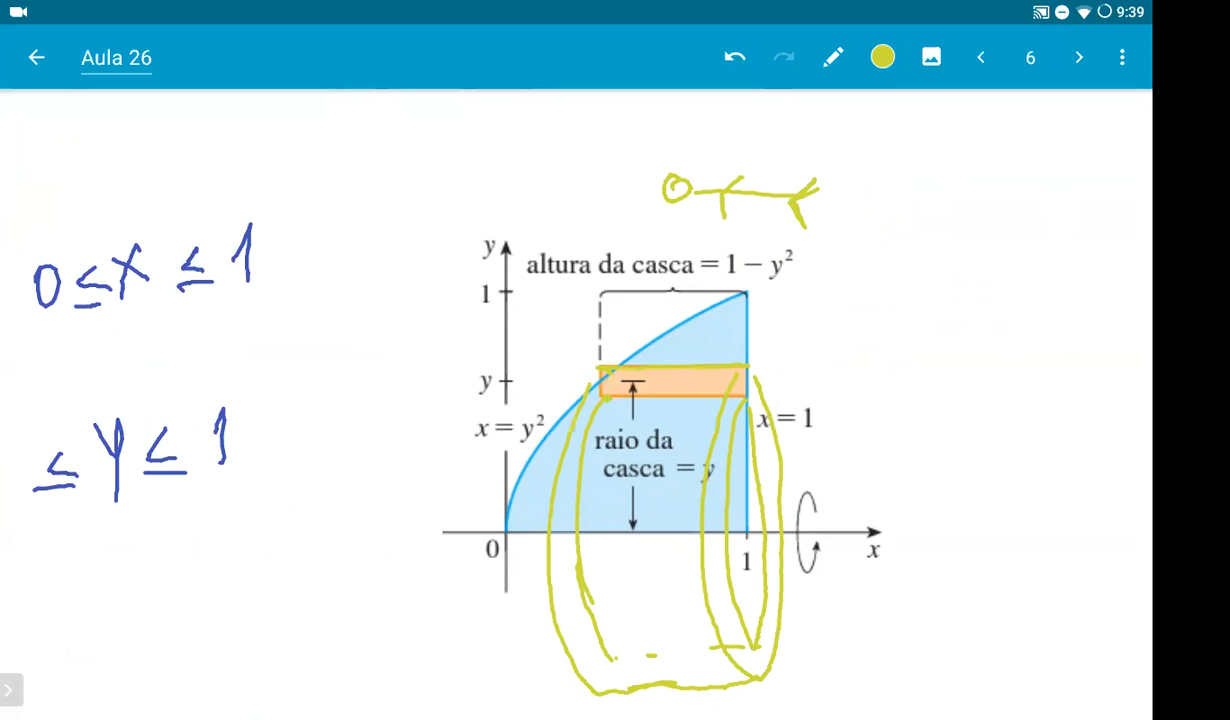 9:39
Aula 26
6
0 ≤ x ≤ 1
≤ y ≤ 1
y
altura da casca = 1 − y²
1
y
x = y²
x = 1
raio da
casca = y
0
1
x